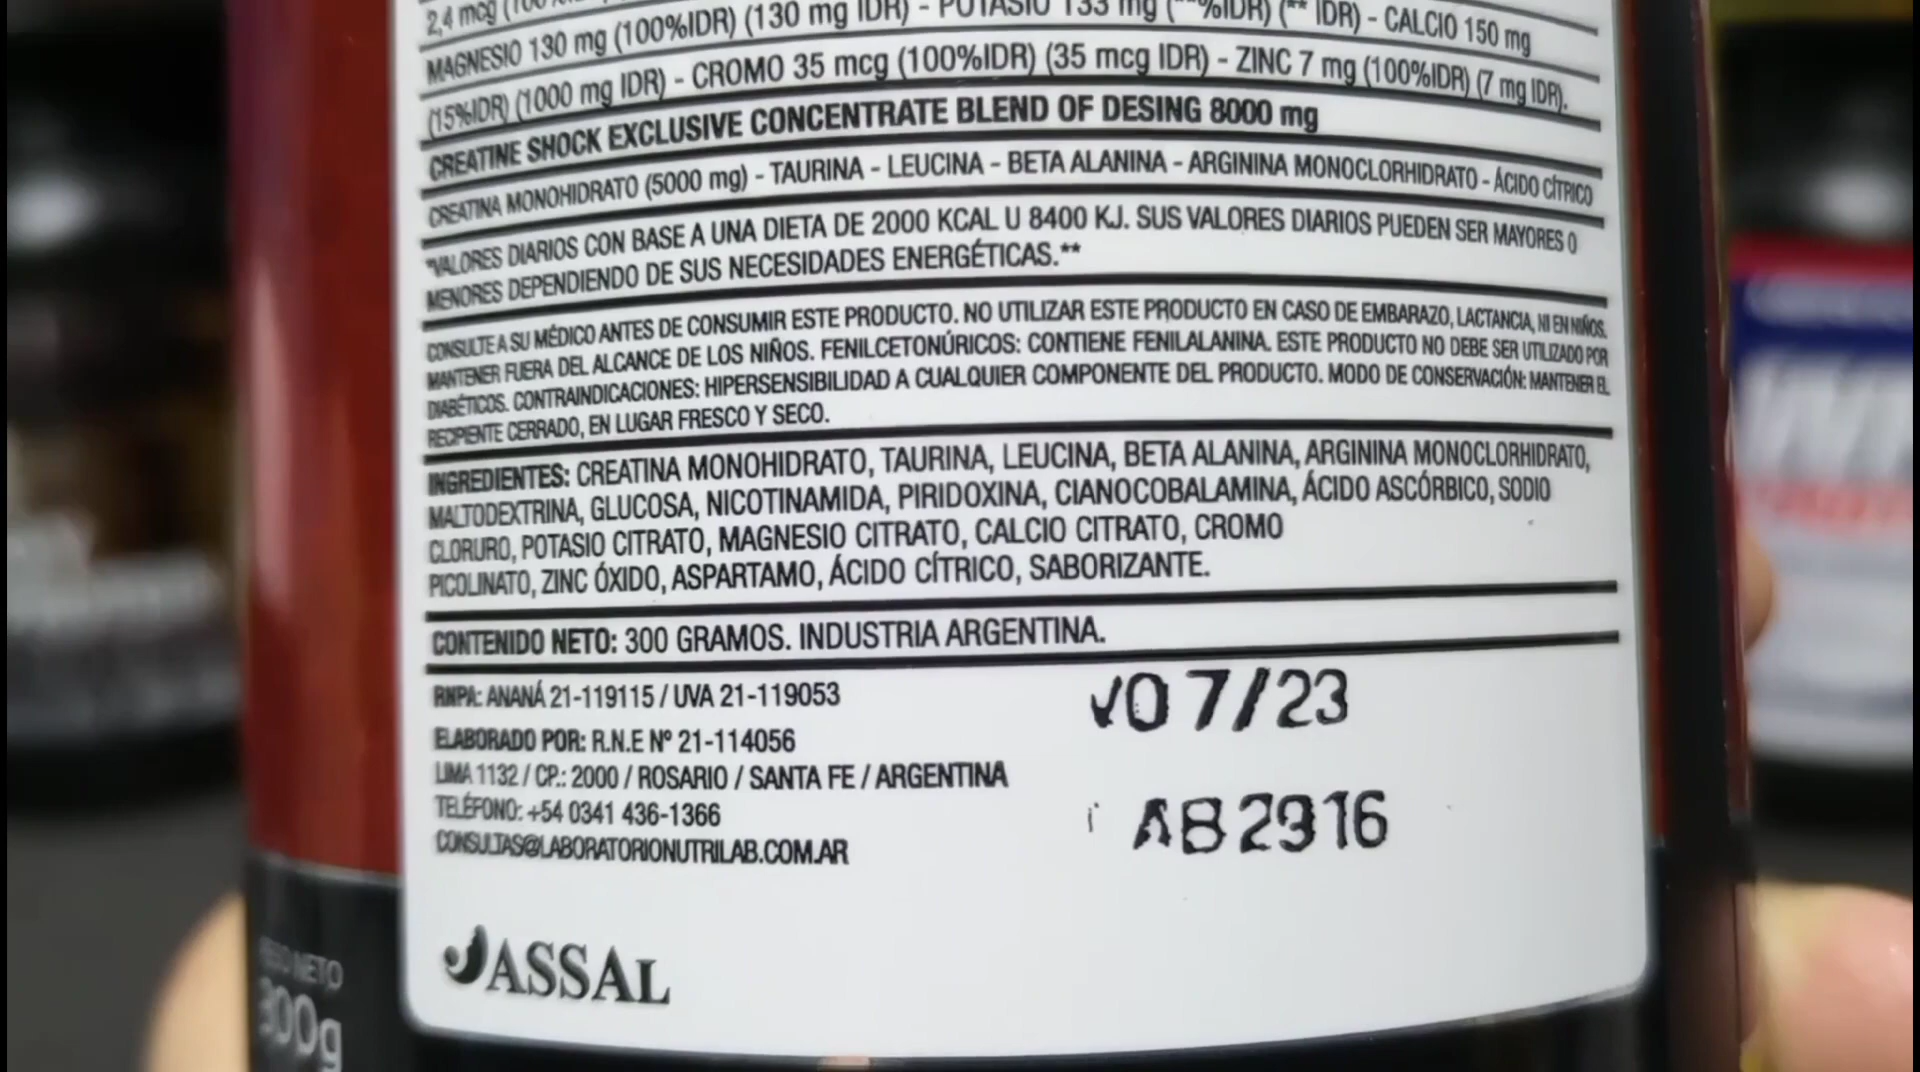 2,4 mcg
MAGNESIO 130 mg (100%IDR) (130 mg IDR) - POTASIO 133 mg (**%IDR) (** IDR) - CALCIO 150 mg
(15%IDR) (1000 mg IDR) - CROMO 35 mcg (100%IDR) (35 mcg IDR) - ZINC 7 mg (100%IDR) (7 mg IDR).
CREATINE SHOCK EXCLUSIVE CONCENTRATE BLEND OF DESING 8000 mg
CREATINA MONOHIDRATO (5000 mg) - TAURINA - LEUCINA - BETA ALANINA - ARGININA MONOCLORHIDRATO - ÁCIDO CÍTRICO
*VALORES DIARIOS CON BASE A UNA DIETA DE 2000 KCAL U 8400 KJ. SUS VALORES DIARIOS PUEDEN SER MAYORES O
MENORES DEPENDIENDO DE SUS NECESIDADES ENERGÉTICAS.**
CONSULTE A SU MÉDICO ANTES DE CONSUMIR ESTE PRODUCTO. NO UTILIZAR ESTE PRODUCTO EN CASO DE EMBARAZO, LACTANCIA, NI EN NIÑOS.
MANTENER FUERA DEL ALCANCE DE LOS NIÑOS. FENILCETONÚRICOS: CONTIENE FENILALANINA. ESTE PRODUCTO NO DEBE SER UTILIZADO POR
DIABÉTICOS. CONTRAINDICACIONES: HIPERSENSIBILIDAD A CUALQUIER COMPONENTE DEL PRODUCTO. MODO DE CONSERVACIÓN: MANTENER EL
RECIPIENTE CERRADO, EN LUGAR FRESCO Y SECO.
INGREDIENTES: CREATINA MONOHIDRATO, TAURINA, LEUCINA, BETA ALANINA, ARGININA MONOCLORHIDRATO,
MALTODEXTRINA, GLUCOSA, NICOTINAMIDA, PIRIDOXINA, CIANOCOBALAMINA, ÁCIDO ASCÓRBICO, SODIO
CLORURO, POTASIO CITRATO, MAGNESIO CITRATO, CALCIO CITRATO, CROMO
PICOLINATO, ZINC ÓXIDO, ASPARTAMO, ÁCIDO CÍTRICO, SABORIZANTE.
CONTENIDO NETO: 300 GRAMOS. INDUSTRIA ARGENTINA.
RNPA: ANANÁ 21-119115 / UVA 21-119053
ELABORADO POR: R.N.E Nº 21-114056
LIMA 1132 / CP.: 2000 / ROSARIO / SANTA FE / ARGENTINA
TELÉFONO: +54 0341 436-1366
CONSULTAS@LABORATORIONUTRILAB.COM.AR
VO 7/23
AB2916
JASSAL
PESO NETO
300g